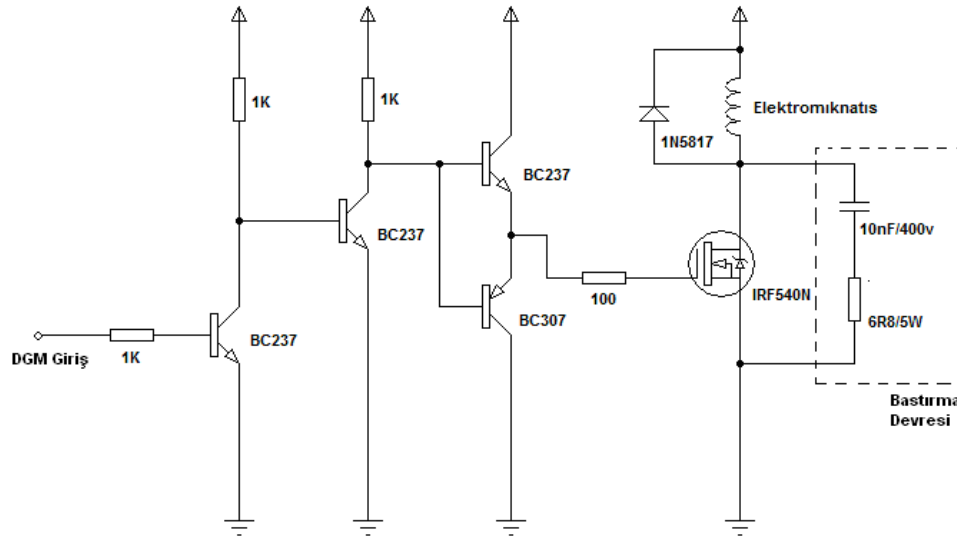 1K
1K
Elektromıknatıs
1N5817
BC237
BC237
BC237
10nF/400v
IRF540N
100
BC307
6R8/5W
BC237
DGM Giriş
1K
Bastırma
Devresi